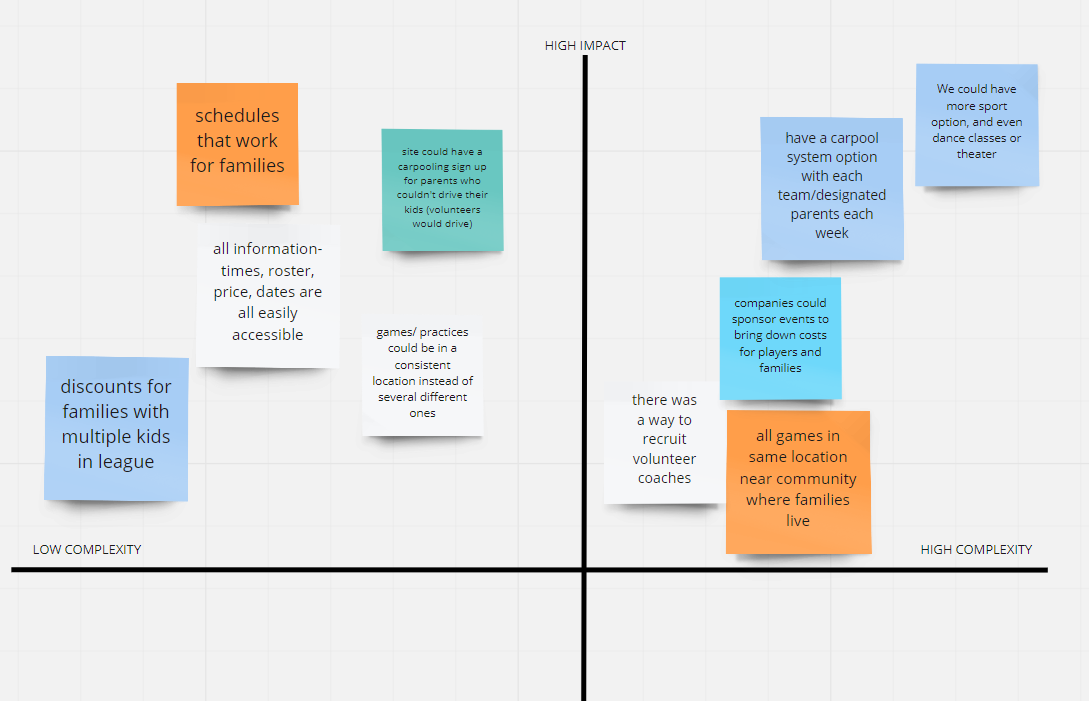 HIGH IMPACT
schedules
that work
for families
site could have a
carpooling sign up
for parents who
couldn't drive their
kids (volunteers
would drive)
have a carpool
system option
with each
team/designated
parents each
week
We could have
more sport
option, and even
dance classes or
theater
all information-
times, roster,
price, dates are
all easily
accessible
games/ practices
could be in a
consistent
location instead of
several different
ones
companies could
sponsor events to
bring down costs
for players and
families
discounts for
families with
multiple kids
in league
there was
a way to
recruit
volunteer
coaches
all games in
same location
near community
where families
live
LOW COMPLEXITY
HIGH COMPLEXITY